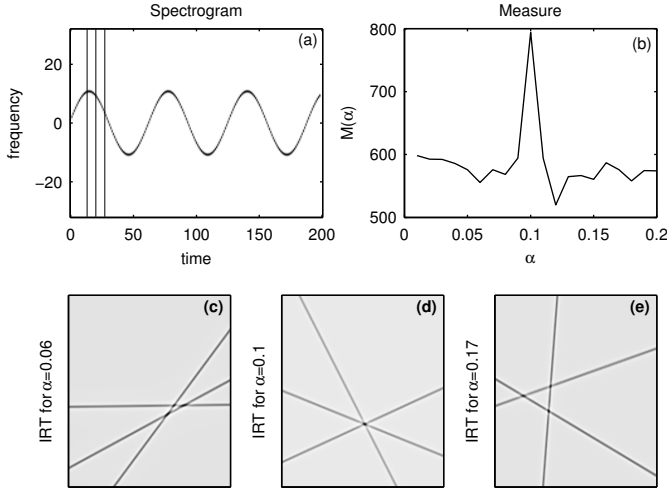 Spectrogram
Measure
(a)
20
0
−20
frequency
0
50
100
150
200
time
(b)
800
700
600
500
M(α)
0
0.05
0.1
0.15
0.2
α
(c)
IRT for α=0.06
(d)
IRT for α=0.1
(e)
IRT for α=0.17